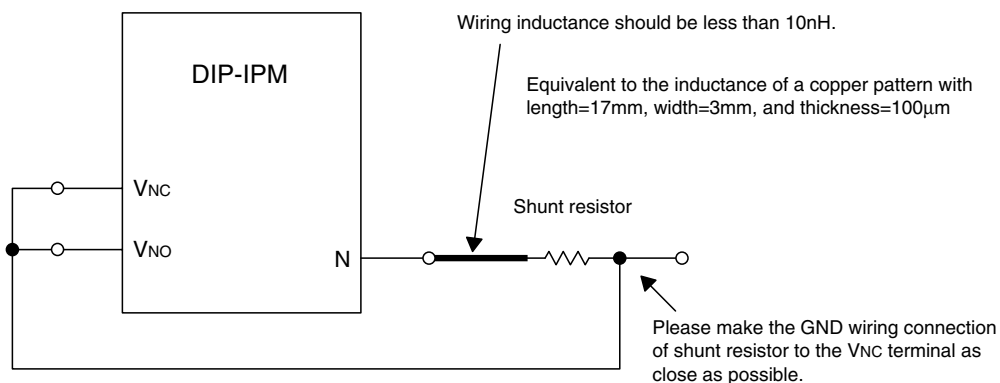 Wiring inductance should be less than 10nH.
DIP-IPM
Equivalent to the inductance of a copper pattern with
length=17mm, width=3mm, and thickness=100μm
VNC
Shunt resistor
VNO
N
Please make the GND wiring connection
of shunt resistor to the VNC terminal as
close as possible.